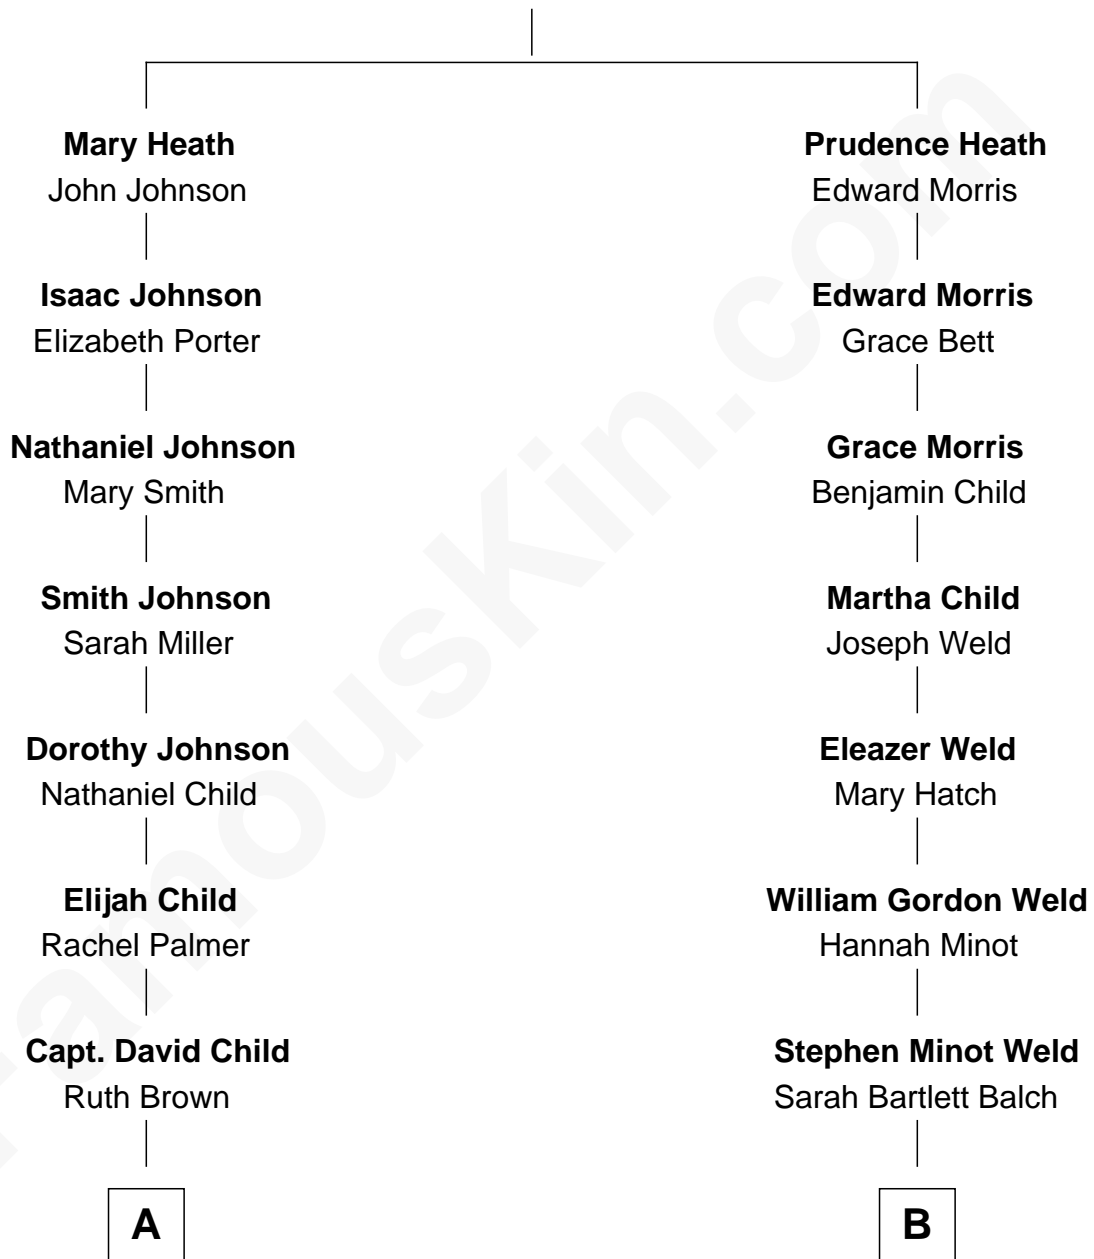 Mary Heath
John Johnson
Isaac Johnson
Elizabeth Porter
Nathaniel Johnson
Mary Smith
Smith Johnson
Sarah Miller
Dorothy Johnson
Nathaniel Child
Elijah Child
Rachel Palmer
Capt. David Child
Ruth Brown
A
Prudence Heath
Edward Morris
Edward Morris
Grace Bett
Grace Morris
Benjamin Child
Martha Child
Joseph Weld
Eleazer Weld
Mary Hatch
William Gordon Weld
Hannah Minot
Stephen Minot Weld
Sarah Bartlett Balch
B
FamousKin.com